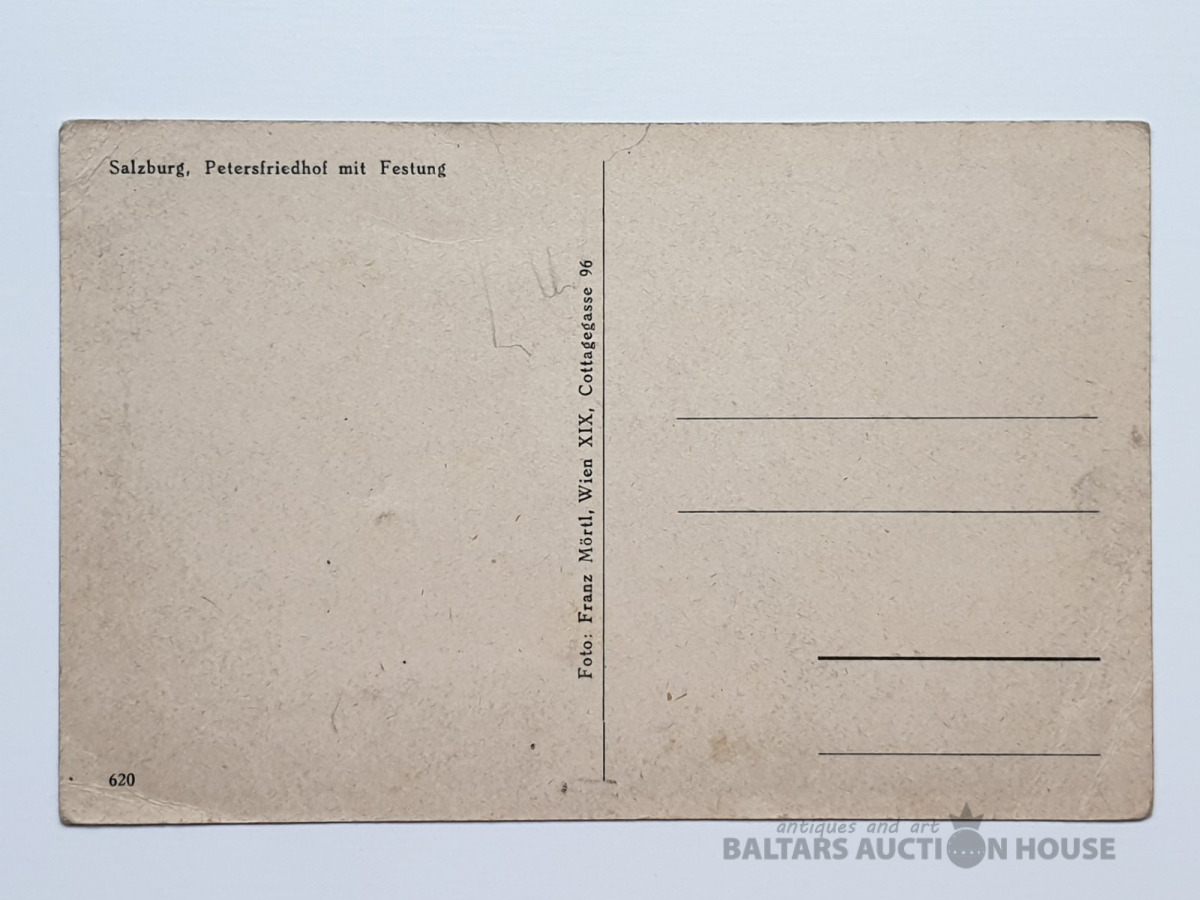 Salzburg, Petersfriedhof mit Festung
Foto: Franz Mörtl, Wien XIX, Cottagegasse 96
620
antiques and art
BALTARS AUCTION HOUSE